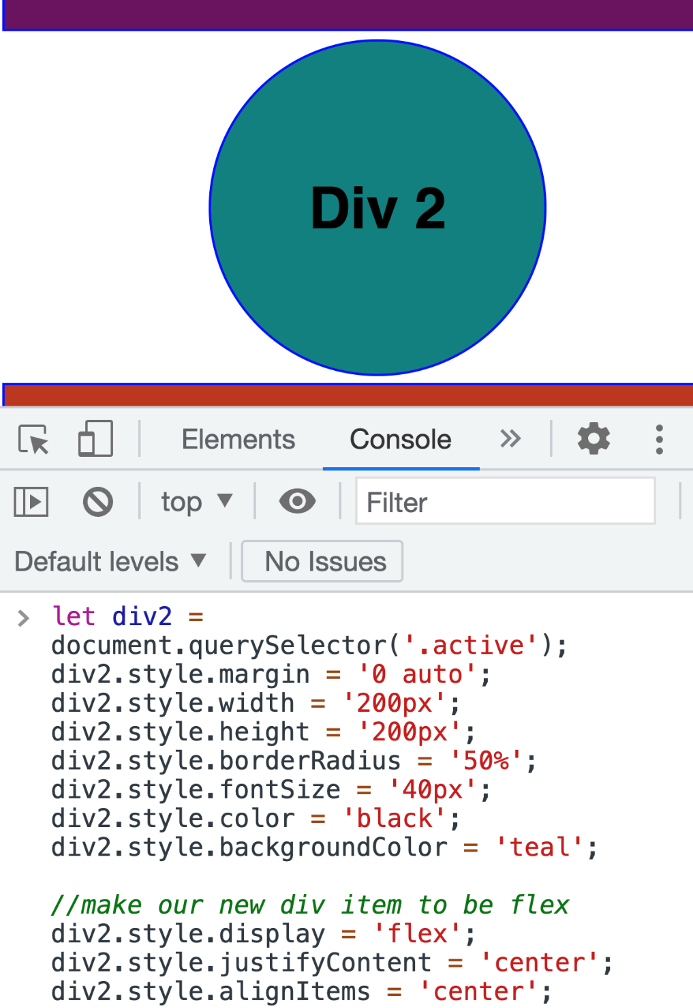 Div 2
Elements Console
top Filter
Default levels No Issues
let div2 =
document.querySelector('.active');
div2.style.margin = '0 auto';
div2.style.width = '200px';
div2.style.height = '200px';
div2.style.borderRadius = '50%';
div2.style.fontSize = '40px';
div2.style.color = 'black';
div2.style.backgroundColor = 'teal';
//make our new div item to be flex
div2.style.display = 'flex';
div2.style.justifyContent = 'center';
div2.style.alignItems = 'center';